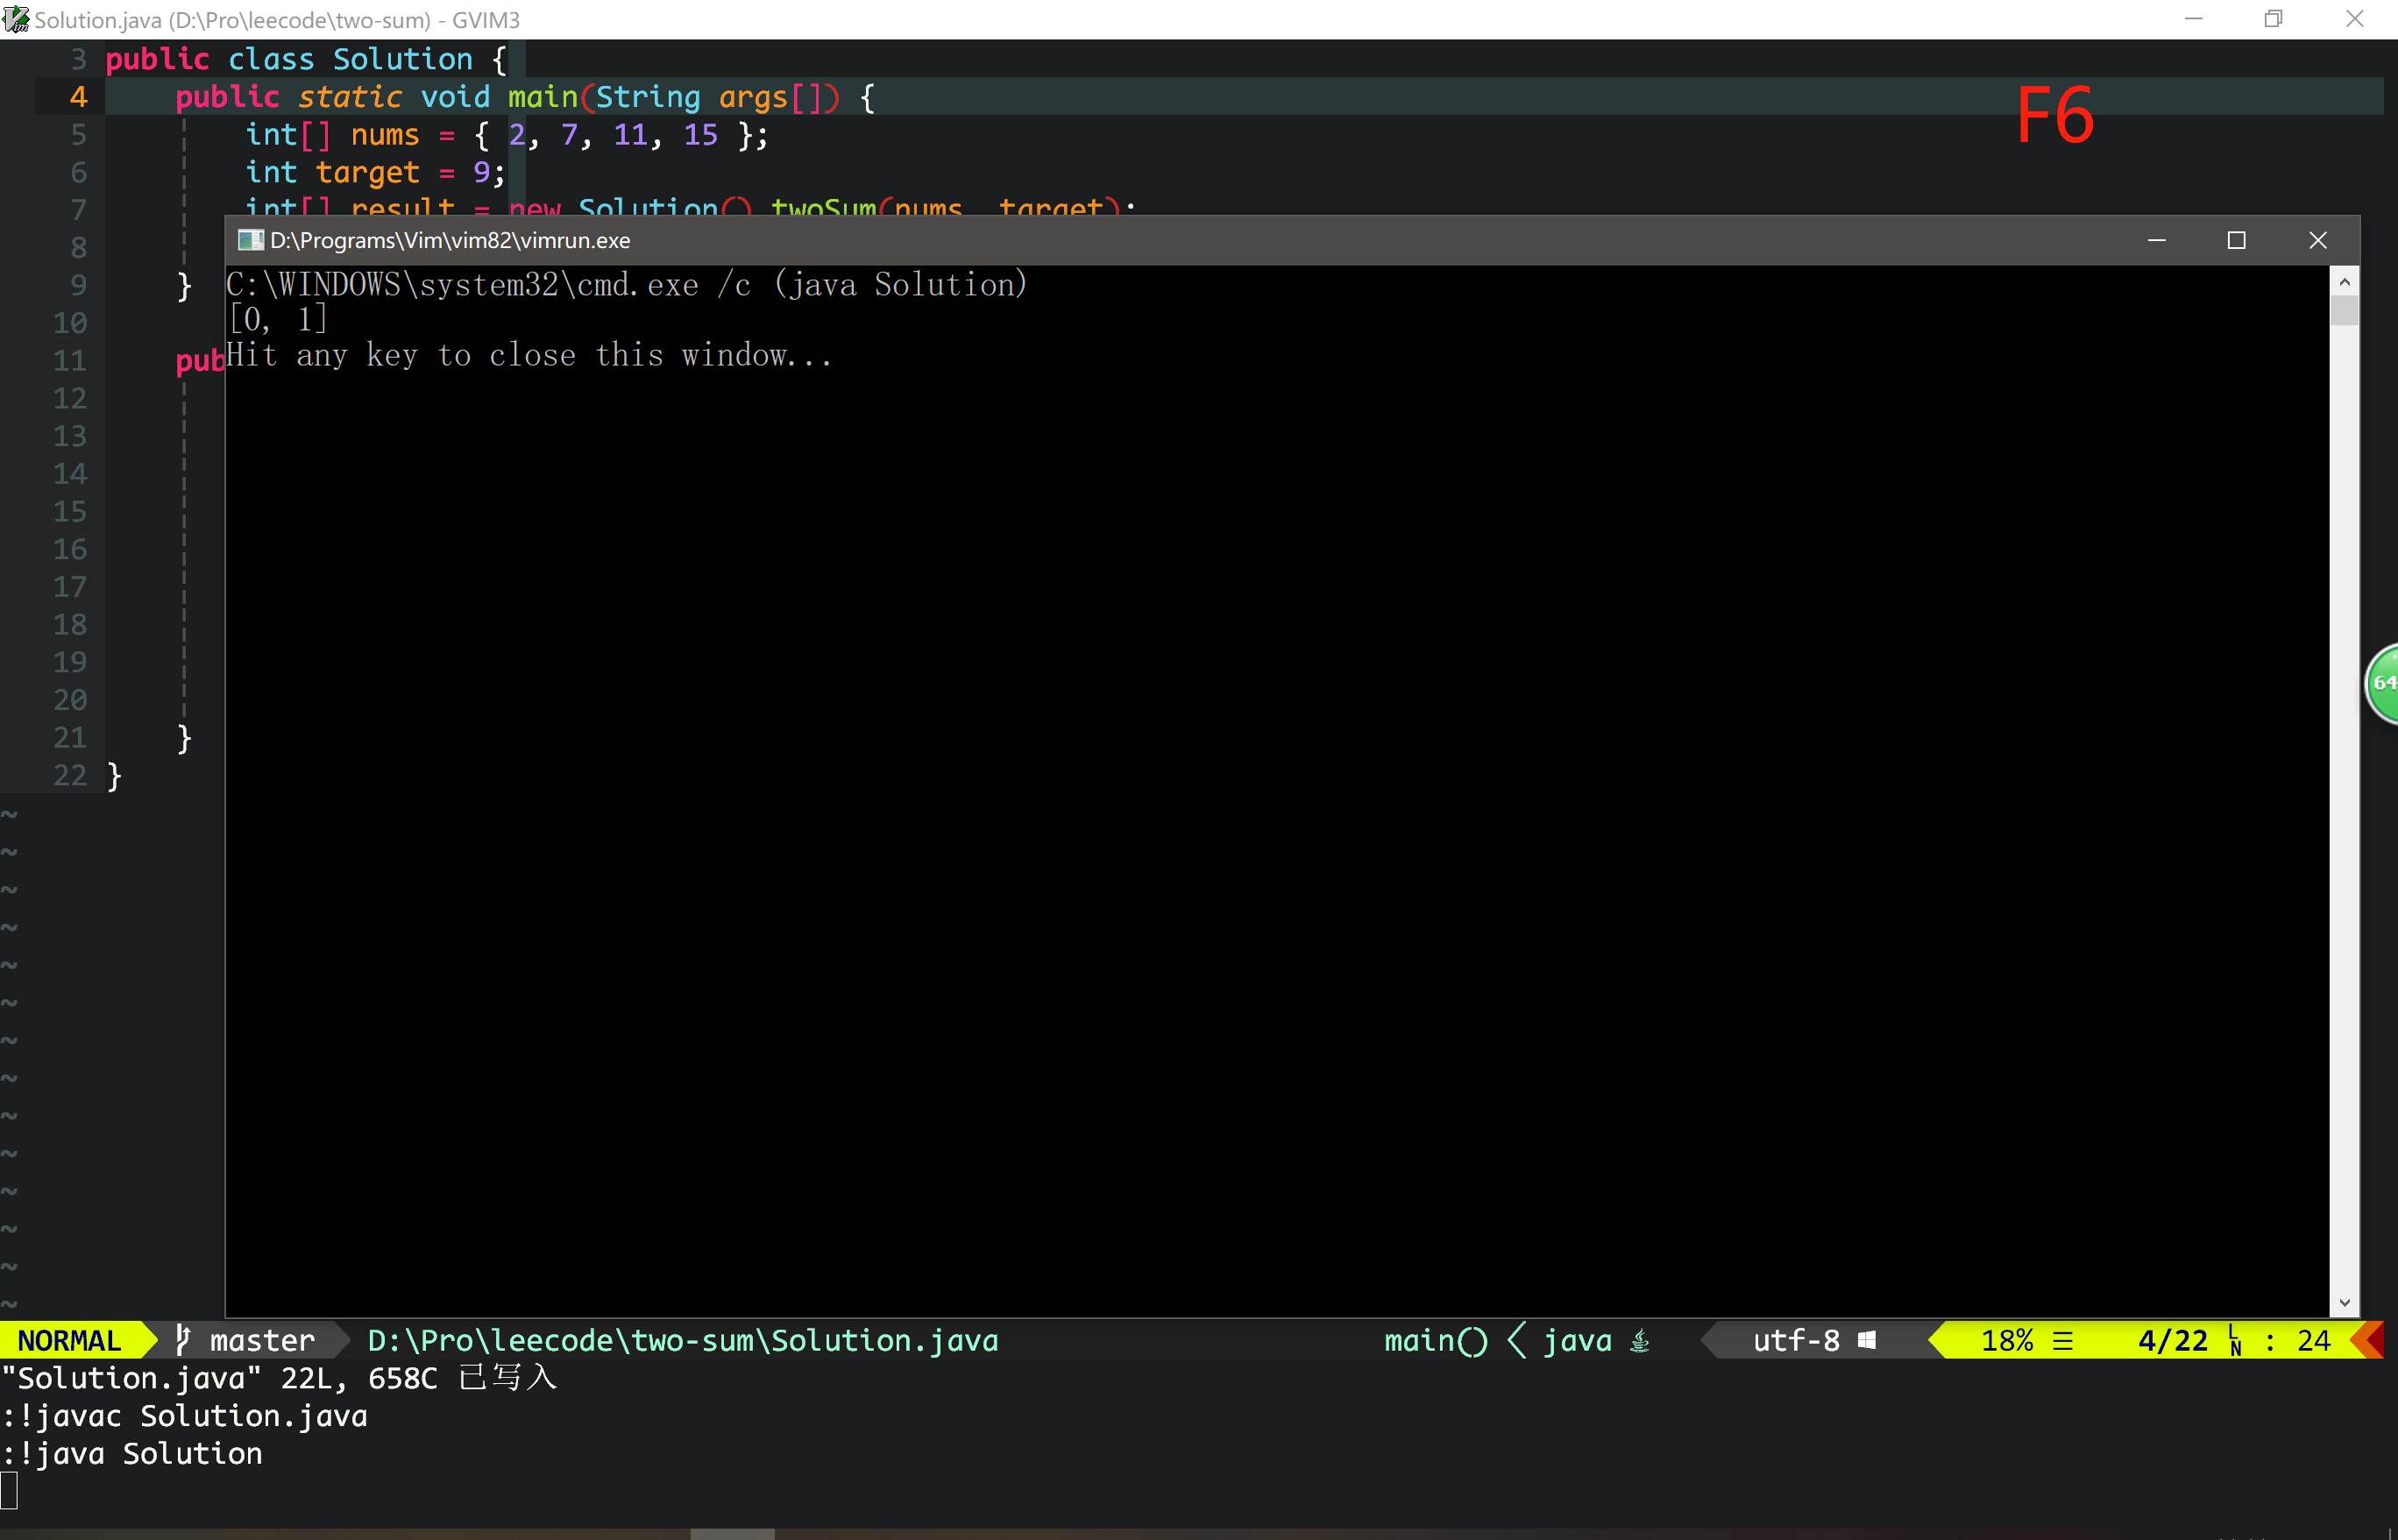 Solution.java (D:\Pro\leecode\two-sum) - GVIM3
3 public class Solution {
4 public static void main(String args[]) {
F6
5 int[] nums = { 2, 7, 11, 15 };
6 int target = 9;
7 int[] result = new Solution().twoSum(nums, target);
8
D:\Programs\Vim\vim82\vimrun.exe
9 }
C:\WINDOWS\system32\cmd.exe /c (java Solution)
[0, 1]
Hit any key to close this window...
10
11 pub
12
13
14
15
16
17
18
19
20
21 }
22 }
~
~
~
~
~
~
~
~
~
~
~
~
~
~
64
NORMAL master D:\Pro\leecode\two-sum\Solution.java main() < java utf-8 18% ☰ 4/22 LN : 24
"Solution.java" 22L, 658C 已写入
:!javac Solution.java
:!java Solution